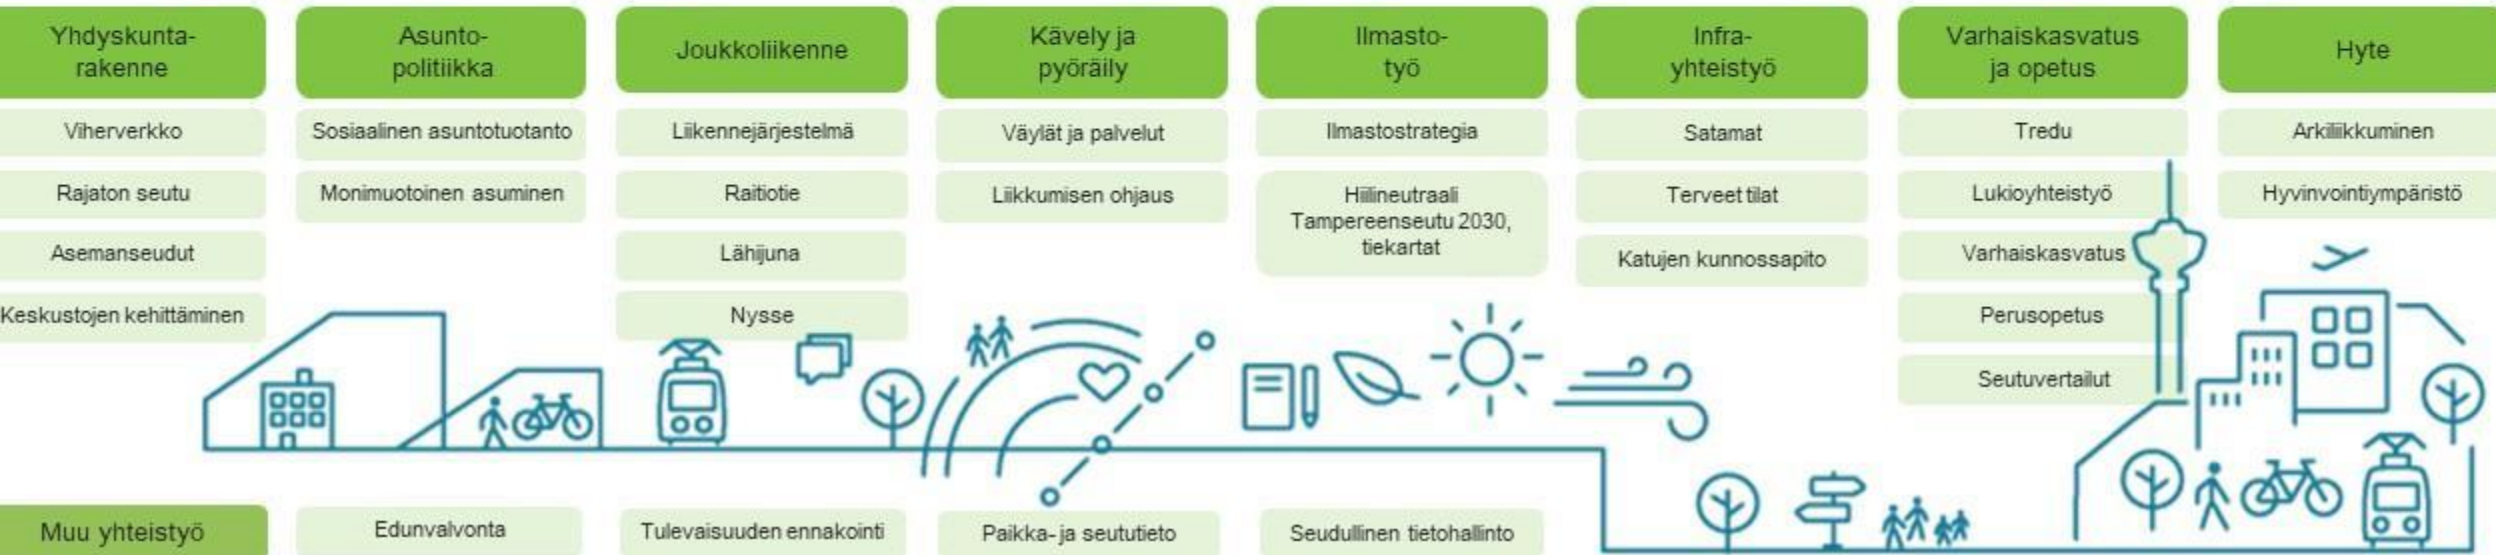 Yhdyskunta-
rakenne
Viherverkko
Rajaton seutu
Asemanseudut
Keskustojen kehittäminen
Asunto-
politiikka
Sosiaalinen asuntotuotanto
Monimuotoinen asuminen
Joukkoliikenne
Liikennejärjestelmä
Raitiotie
Lähijuna
Nysse
Kävely ja
pyöräily
Väylät ja palvelut
Liikkumisen ohjaus
Ilmasto-
työ
Ilmastostrategia
Hiilineutraali
Tampereenseutu 2030,
tiekartat
Infra-
yhteistyö
Satamat
Terveet tilat
Katujen kunnossapito
Varhaiskasvatus
ja opetus
Tredu
Lukioyhteistyö
Varhaiskasvatus
Perusopetus
Seutuvertailut
Hyte
Arkiliikkuminen
Hyvinvointiympäristö
Muu yhteistyö
Edunvalvonta
Tulevaisuuden ennakointi
Paikka- ja seututieto
Seudullinen tietohallinto